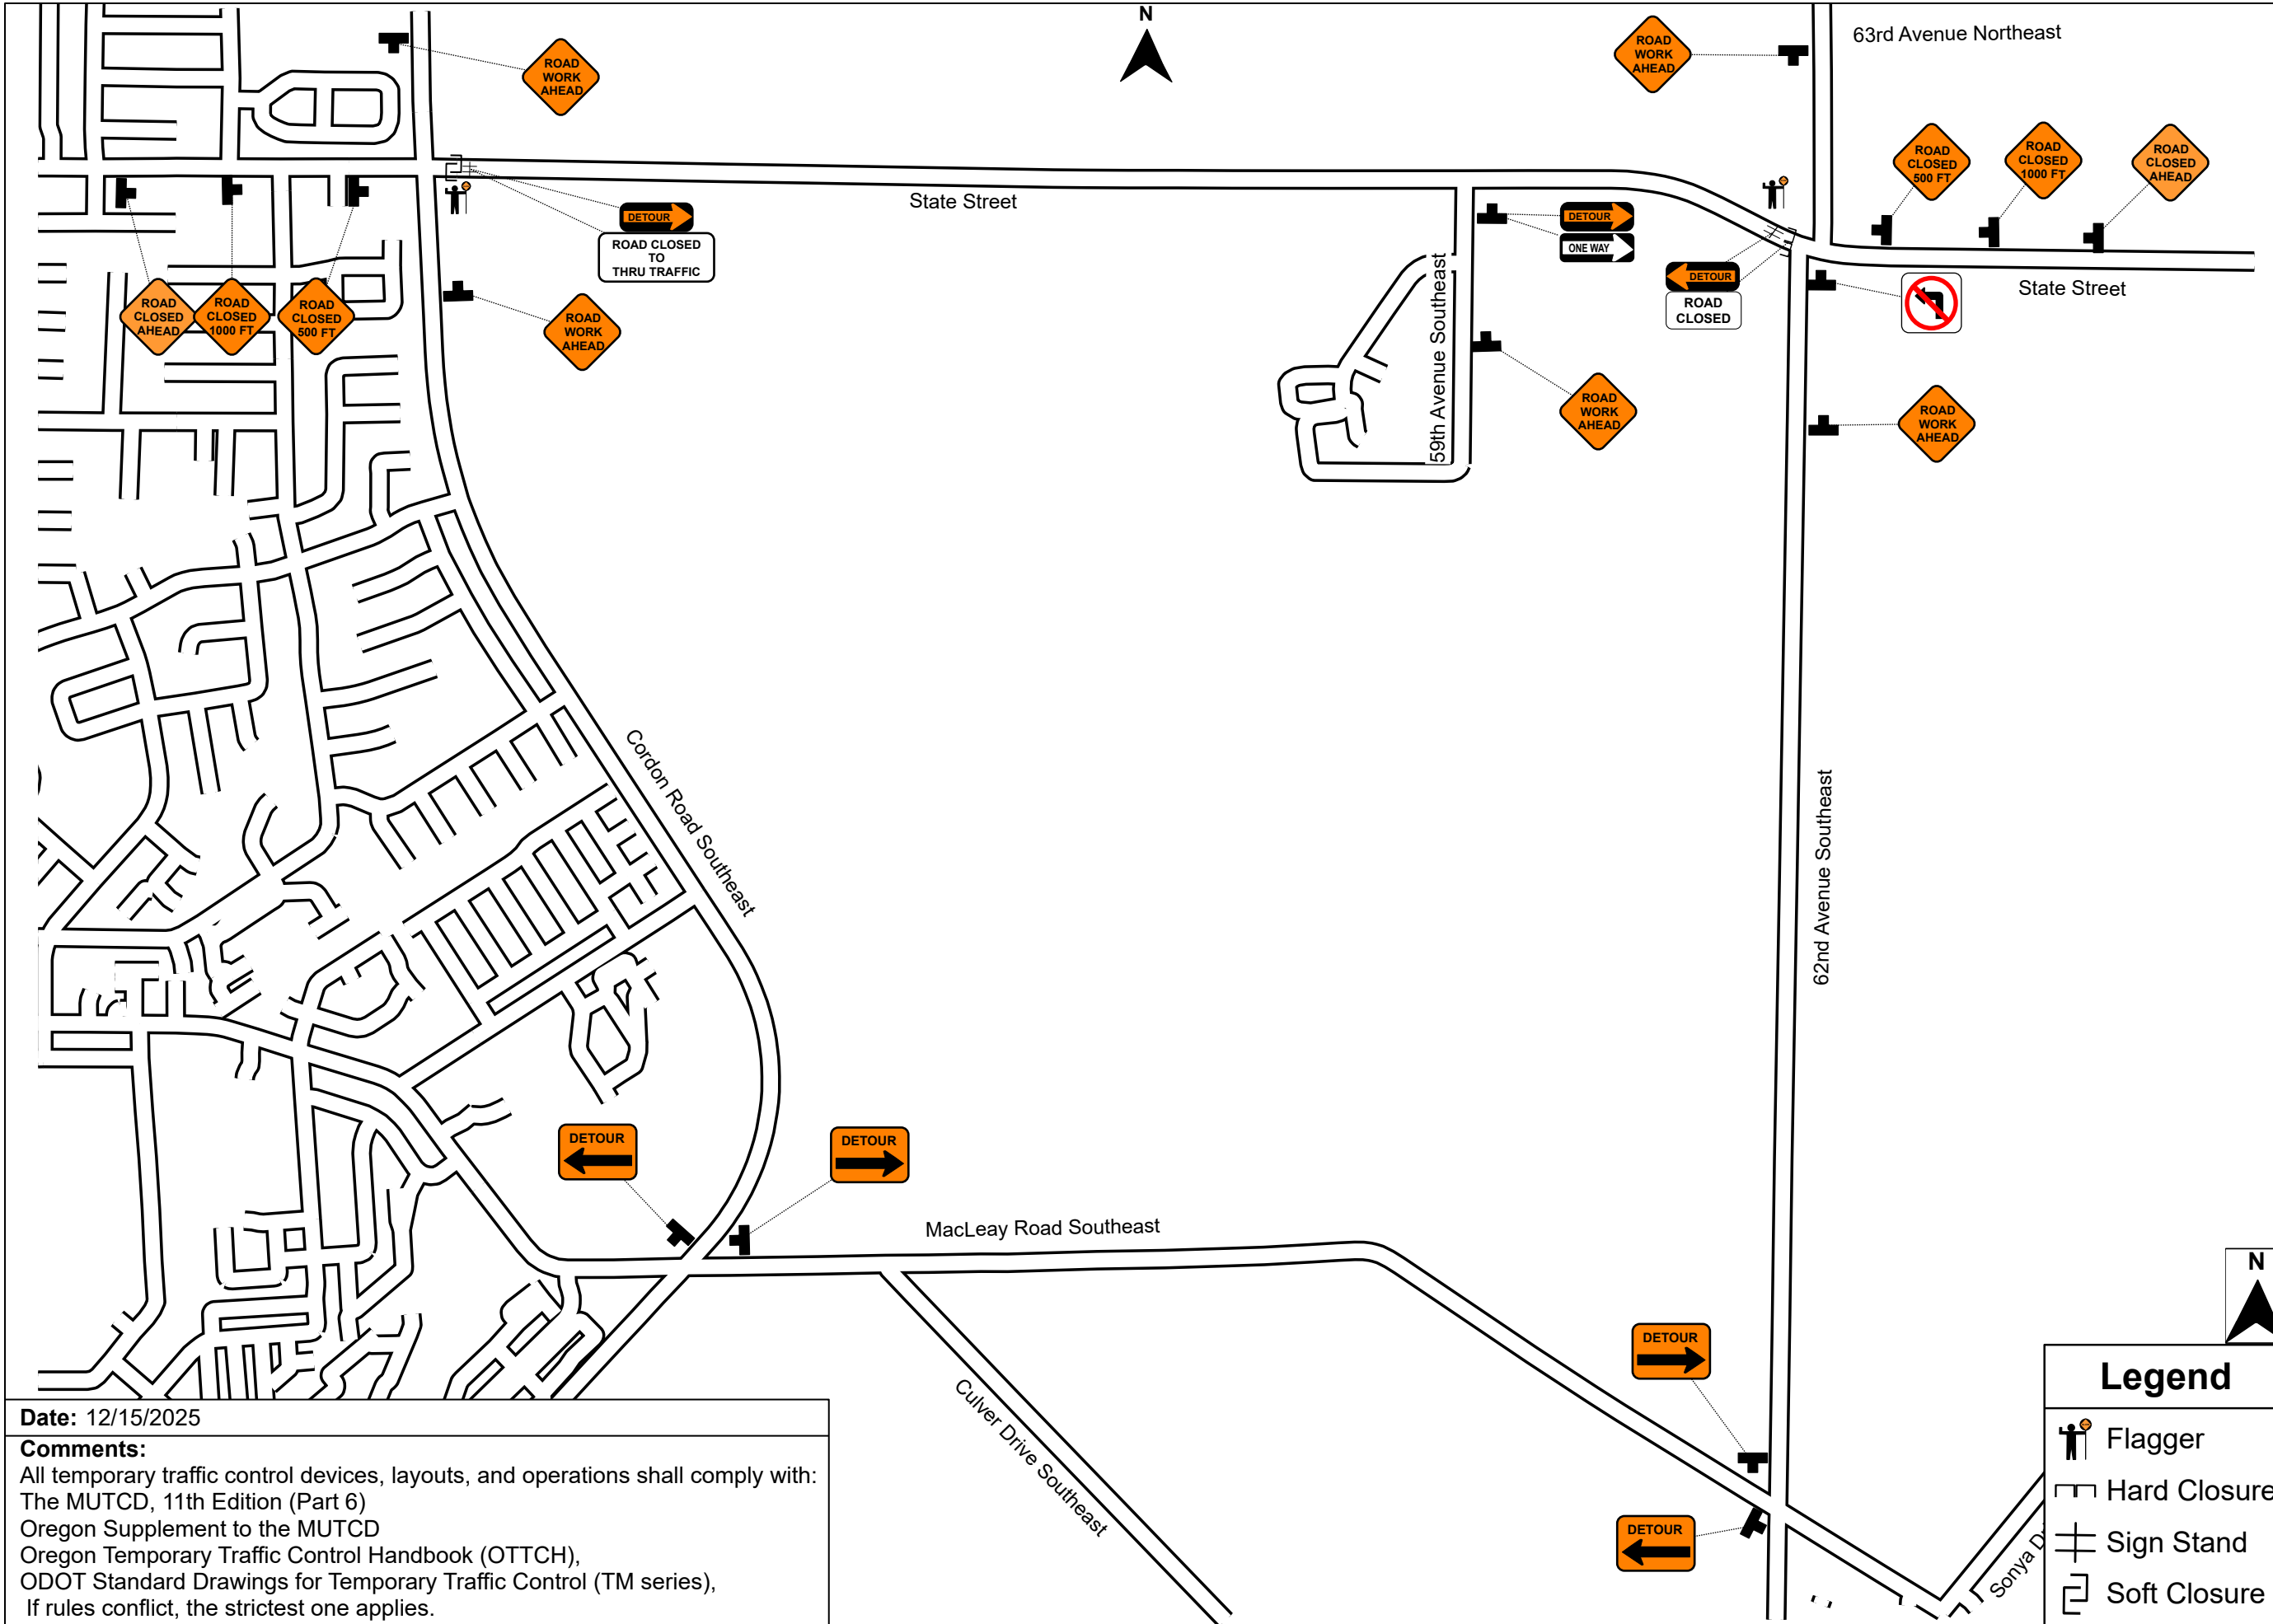 N
63rd Avenue Northeast
ROAD
WORK
AHEAD
ROAD
WORK
AHEAD
ROAD
CLOSED
500 FT
ROAD
CLOSED
1000 FT
ROAD
CLOSED
AHEAD
State Street
DETOUR
ROAD CLOSED
TO
THRU TRAFFIC
DETOUR
ONE WAY
DETOUR
ROAD
CLOSED
State Street
ROAD
CLOSED
AHEAD
ROAD
CLOSED
1000 FT
ROAD
CLOSED
500 FT
ROAD
WORK
AHEAD
59th Avenue Southeast
ROAD
WORK
AHEAD
ROAD
WORK
AHEAD
Cordon Road Southeast
62nd Avenue Southeast
DETOUR
DETOUR
MacLeay Road Southeast
N
DETOUR
Culver Drive Southeast
DETOUR
Sonya Dr
Legend
Flagger
Hard Closure
Sign Stand
Soft Closure
Date: 12/15/2025
Comments:
All temporary traffic control devices, layouts, and operations shall comply with:
The MUTCD, 11th Edition (Part 6)
Oregon Supplement to the MUTCD
Oregon Temporary Traffic Control Handbook (OTTCH),
ODOT Standard Drawings for Temporary Traffic Control (TM series),
If rules conflict, the strictest one applies.